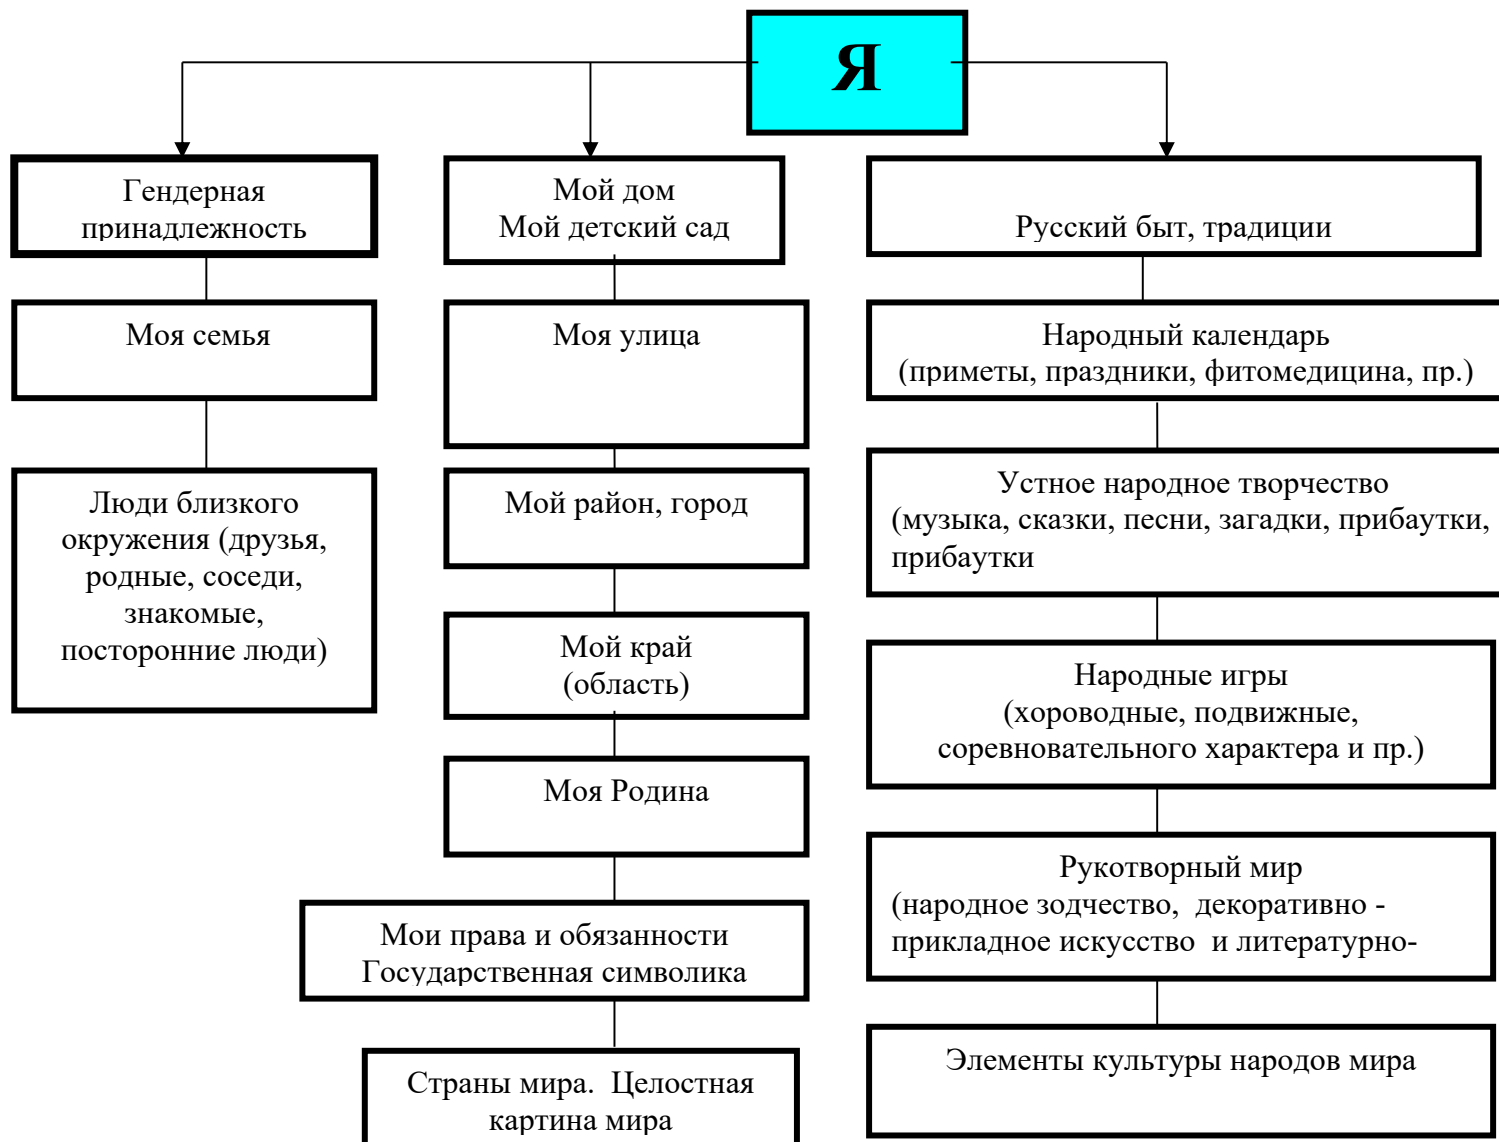 Я
Гендерная
принадлежность
Моя семья
Люди близкого
окружения (друзья,
родные, соседи,
знакомые,
посторонние люди)
Мой дом
Мой детский сад
Моя улица
Мой район, город
Мой край
(область)
Моя Родина
Мои права и обязанности
Государственная символика
Страны мира.  Целостная
картина мира
Русский быт, традиции
Народный календарь
(приметы, праздники, фитомедицина, пр.)
Устное народное творчество
(музыка, сказки, песни, загадки, прибаутки,
прибаутки
Народные игры
(хороводные, подвижные,
соревновательного характера и пр.)
Рукотворный мир
(народное зодчество,  декоративно -
прикладное искусство  и литературно-
Элементы культуры народов мира